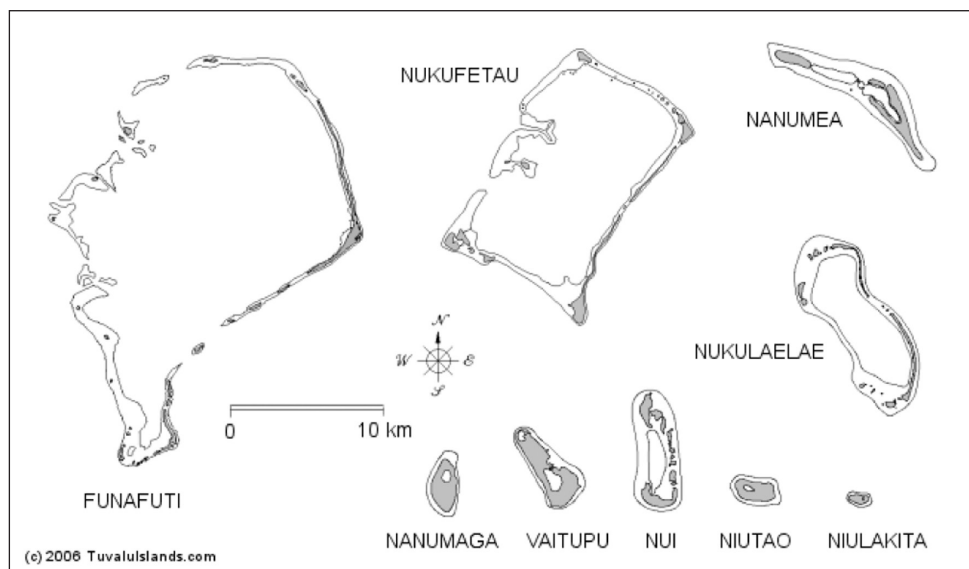 NUKUFETAU
NANUMEA
N
W E
S
NUKULAELAE
0 10 km
FUNAFUTI
NANUMAGA VAITUPU NUI NIUTAO NIULAKITA
(c) 2006 TuvaluIslands.com